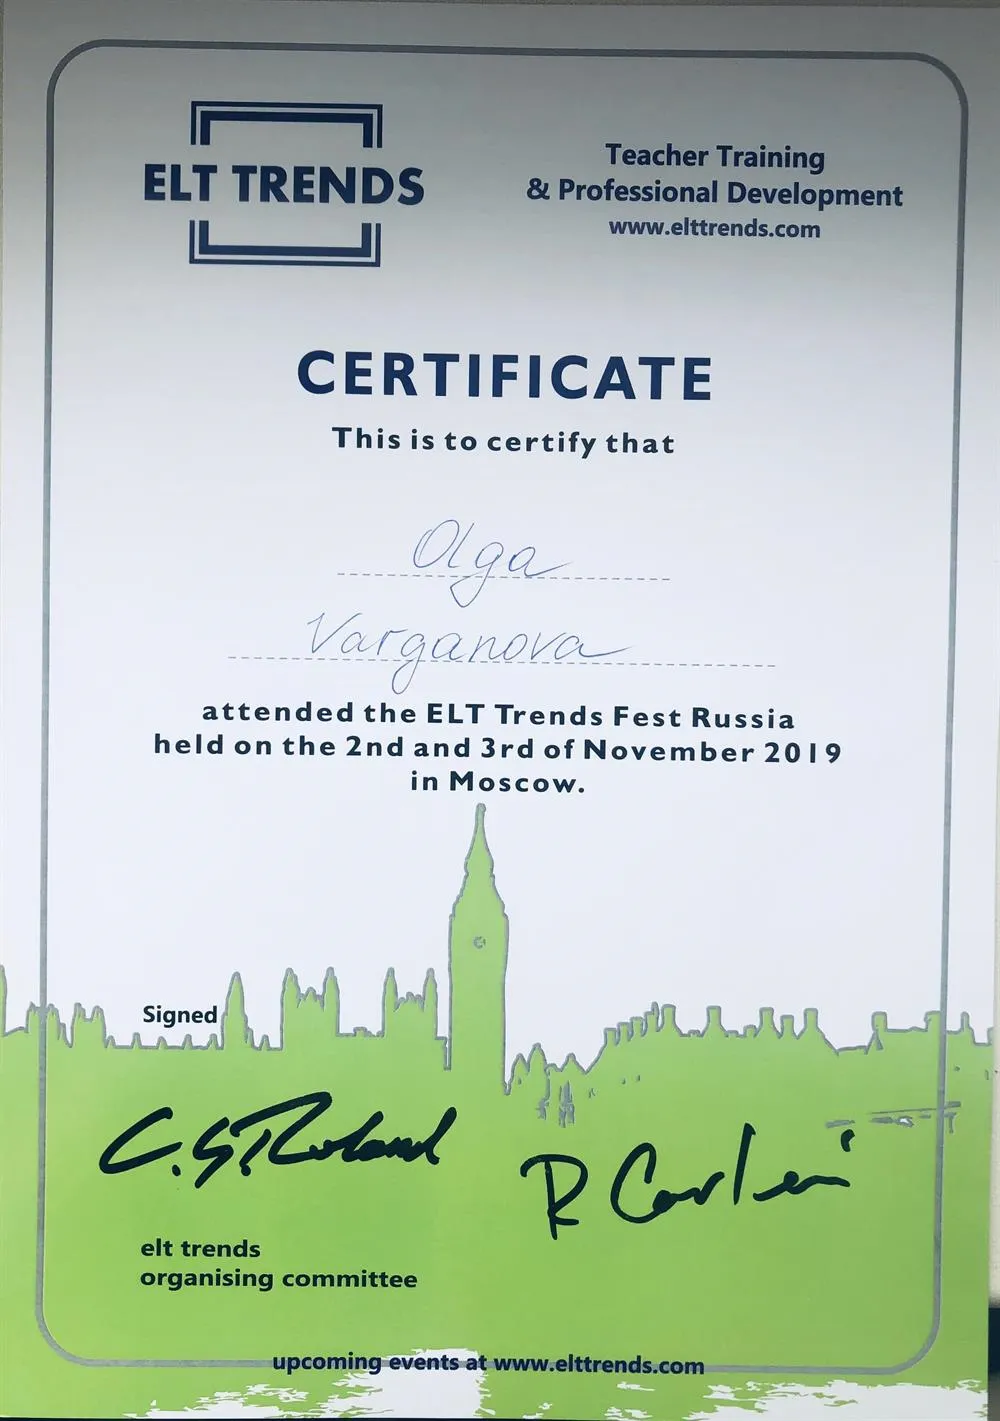 ELT TRENDS
Teacher Training
& Professional Development
www.elttrends.com
CERTIFICATE
This is to certify that
Olga
Varganova
attended the ELT Trends Fest Russia
held on the 2nd and 3rd of November 2019
in Moscow.
Signed
elt trends
organising committee
upcoming events at www.elttrends.com